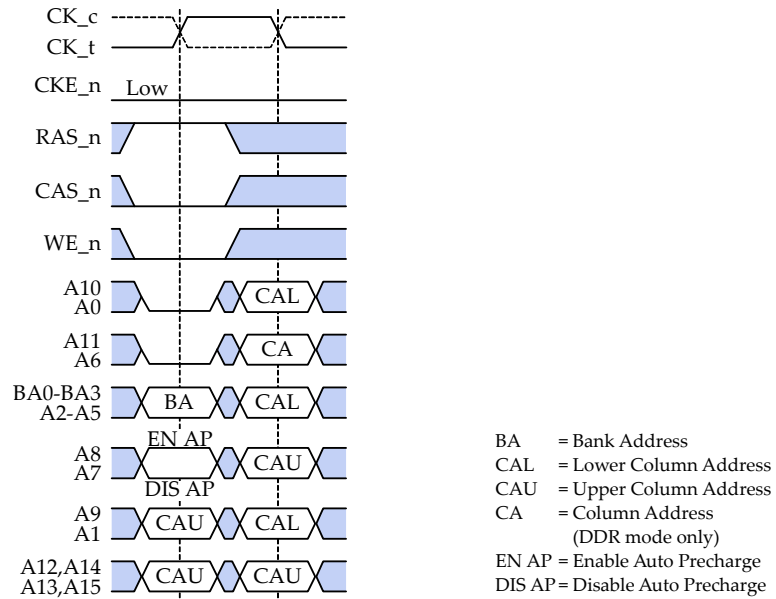 CK_c
CK_t
CKE_n Low
RAS_n
CAS_n
WE_n
A10
A0
CAL
A11
A6
CA
BA0-BA3
A2-A5
BA CAL
EN AP
A8
A7
CAU
DIS AP
A9
A1
CAU CAL
A12,A14
A13,A15
CAU CAU
BA = Bank Address
CAL = Lower Column Address
CAU = Upper Column Address
CA = Column Address
(DDR mode only)
EN AP = Enable Auto Precharge
DIS AP = Disable Auto Precharge